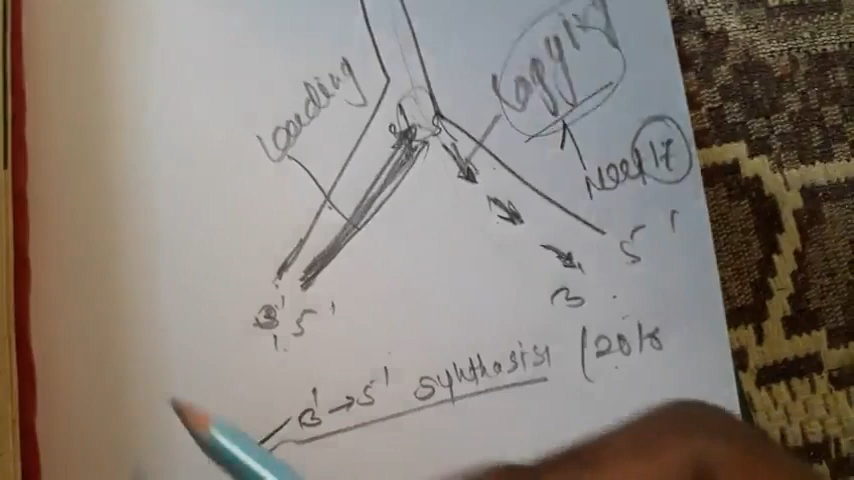 Leading
Lagging
Neet 17
5'
3'
5'
3
3' → 5' synthesis (2018